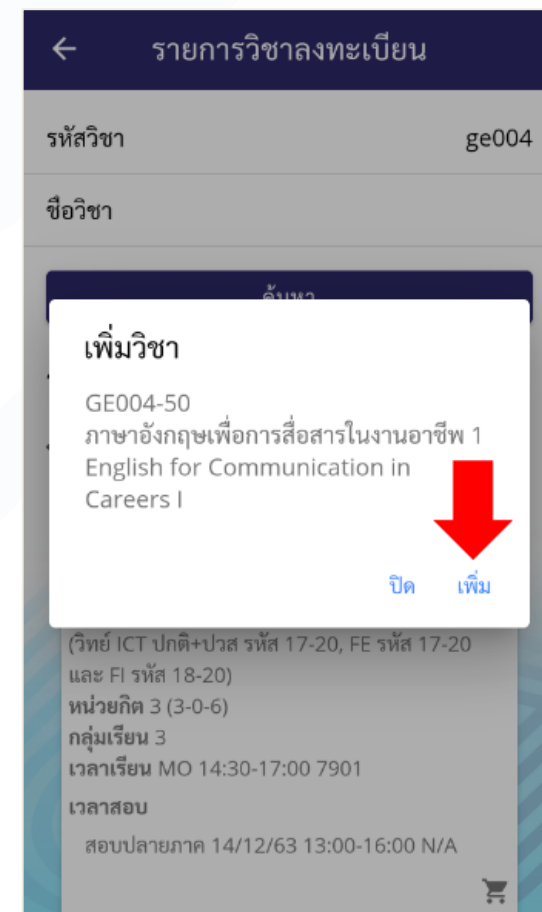 รายการวิชาลงทะเบียน
รหัสวิชา ge004
ชื่อวิชา
ค้นหา
เพิ่มวิชา
GE004-50
ภาษาอังกฤษเพื่อการสื่อสารในงานอาชีพ 1
English for Communication in
Careers I
ปิด เพิ่ม
(วิทย์ ICT ปกติ+ปวส รหัส 17-20, FE รหัส 17-20
และ FI รหัส 18-20)
หน่วยกิต 3 (3-0-6)
กลุ่มเรียน 3
เวลาเรียน MO 14:30-17:00 7901
เวลาสอบ
สอบปลายภาค 14/12/63 13:00-16:00 N/A